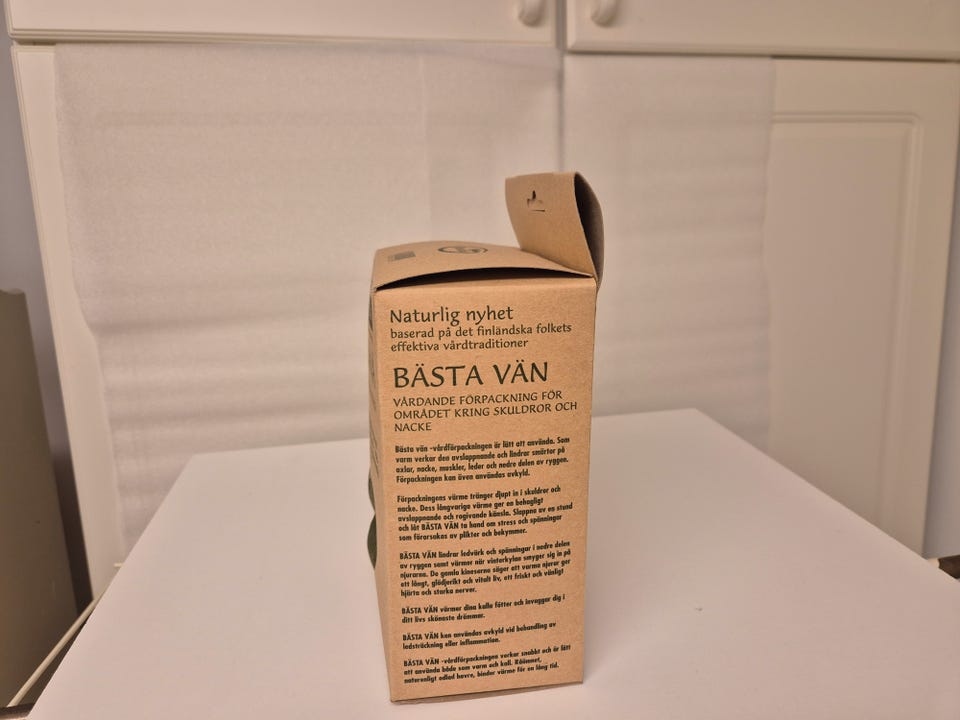 Naturlig nyhet
baserad på det finländska folkets
effektiva vårdtraditioner
BÄSTA VÄN
VÅRDANDE FÖRPACKNING FÖR
OMRÅDET KRING SKULDROR OCH
NACKE
Bästa vän -vårdförpackningen är lätt att använda. Som
varm verkar den avslappnande och lindrar smärtor på
axlar, nacke, muskler, leder och nedre delen av ryggen.
Förpackningen kan även användas avkyld.
Förpackningens värme tränger djupt in i skuldror och
nacke. Dess långvariga värme ger en behagligt
avslappnande och rogivande känsla. Slappna av en stund
och låt BÄSTA VÄN ta hand om stress och spänningar
som förorsakas av plikter och bekymmer.
BÄSTA VÄN lindrar ledvärk och spänningar i nedre delen
av ryggen samt värmer när vinterkylan smyger sig in på
njurarna. De gamla kineserna säger att varma njurar ger
ett långt, glädjerikt och vitalt liv, ett friskt och vänligt
hjärta och starka nerver.
BÄSTA VÄN värmer dina kalla fötter och invaggar dig i
ditt livs skönaste drömmar.
BÄSTA VÄN kan användas avkyld vid behandling av
ledsträckning eller inflammation.
BÄSTA VÄN -vårdförpackningen verkar snabbt och är lätt
att använda både som varm och kall. Råämnet,
naturenligt odlad havre, binder värme för en lång tid.